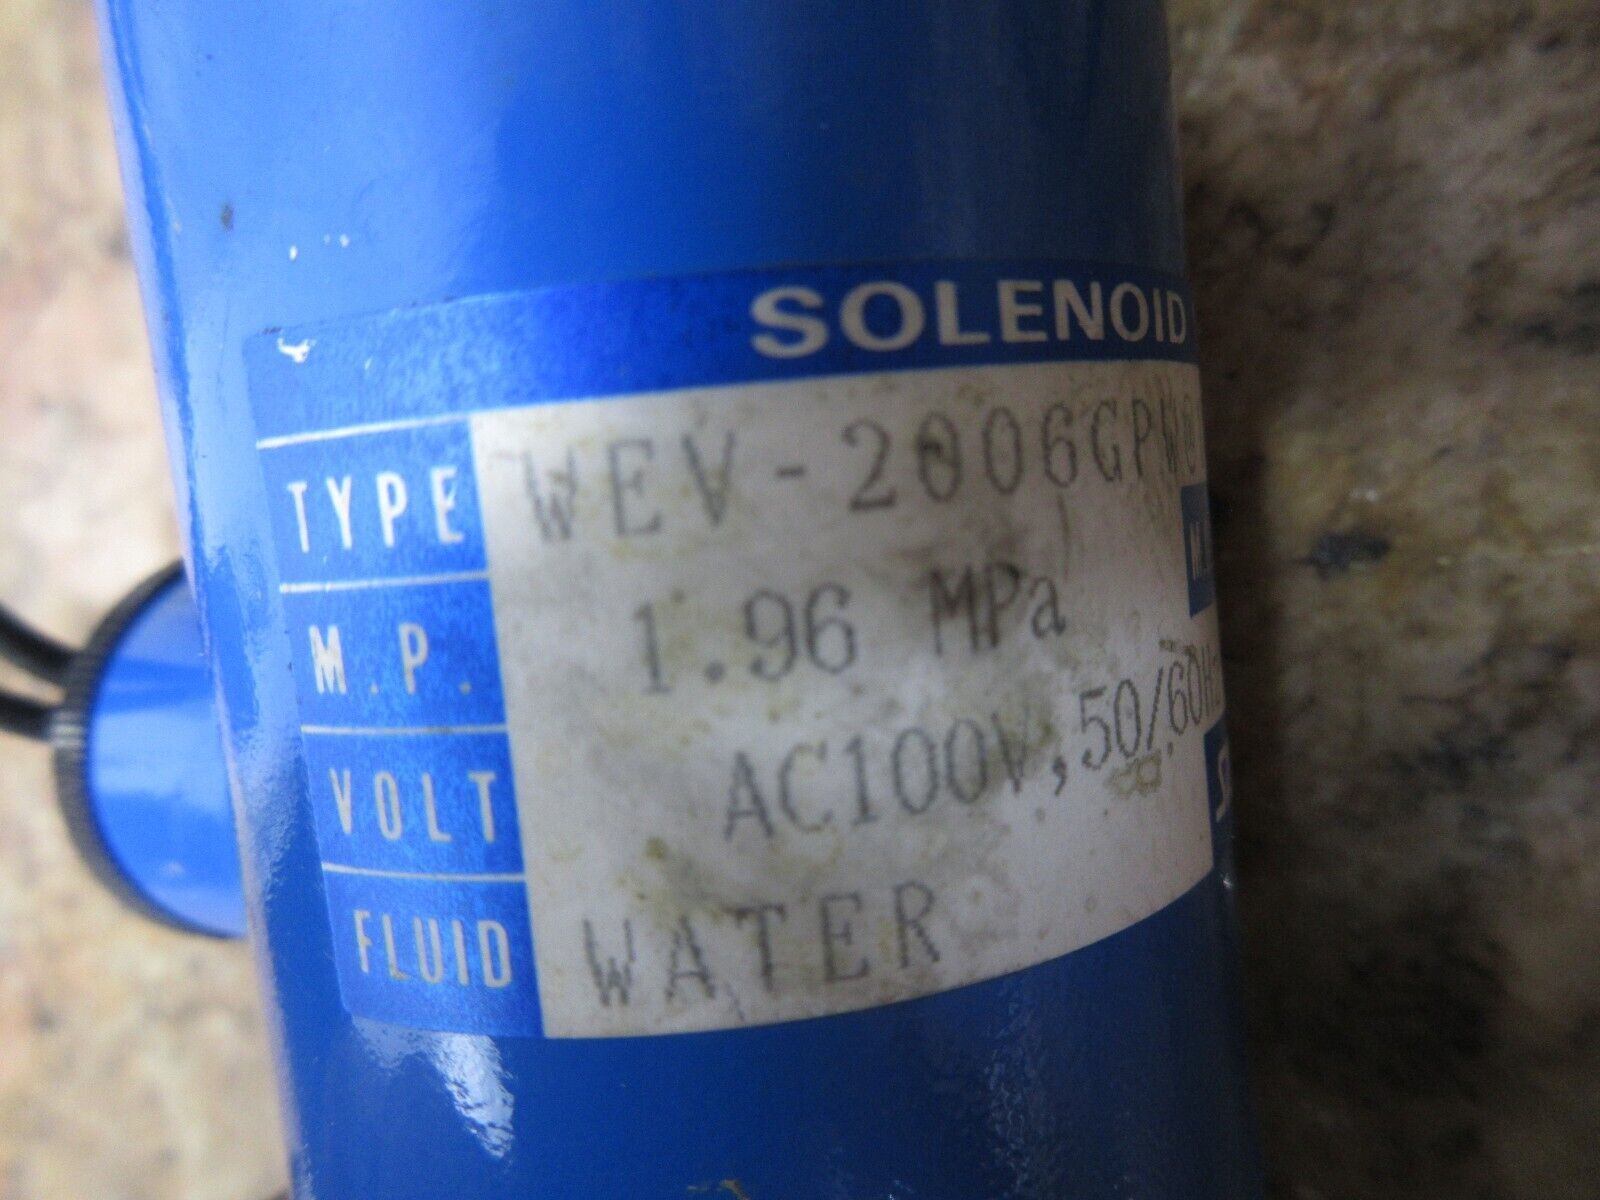 SOLENOID
TYPE WEV-2006GPW
M.P. 1.96 MPa
VOLT AC100V,50/60Hz
FLUID WATER